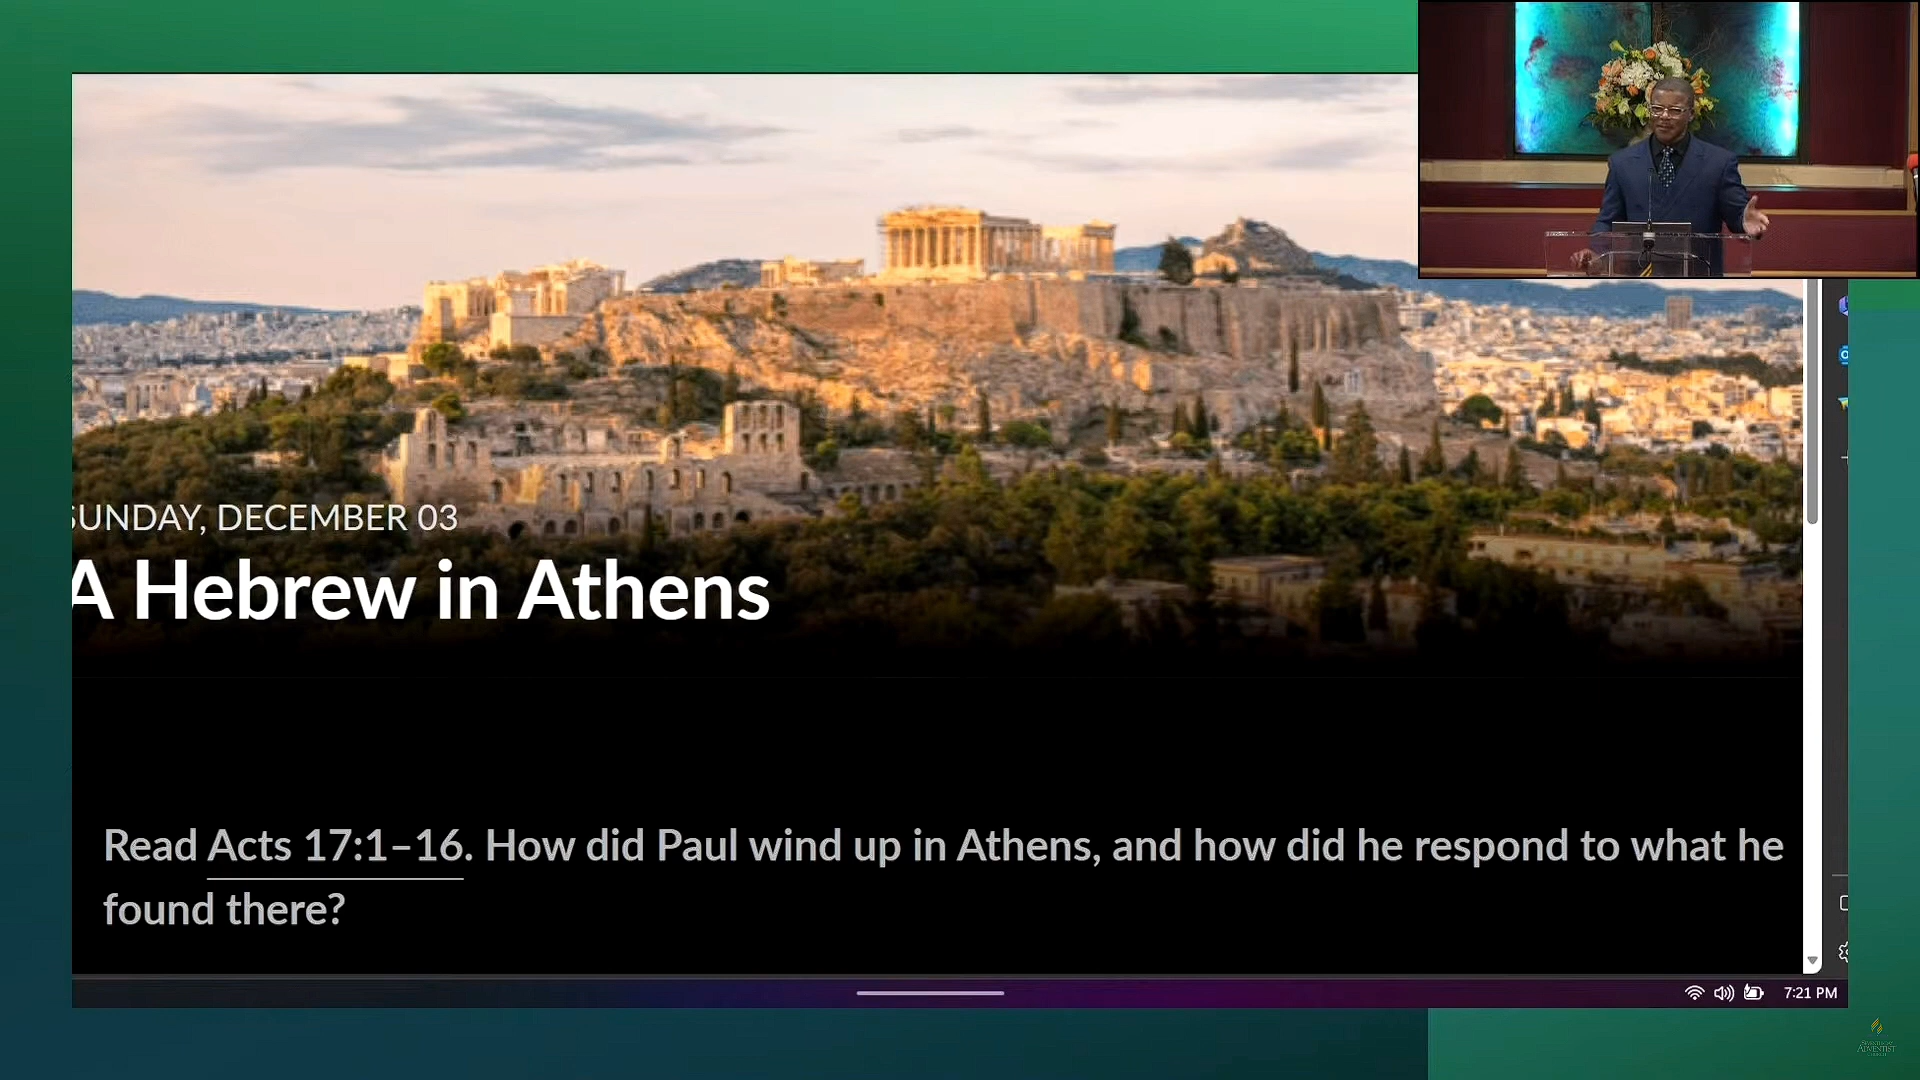 SUNDAY, DECEMBER 03
A Hebrew in Athens
Read Acts 17:1–16. How did Paul wind up in Athens, and how did he respond to what he
found there?
7:21 PM
ADVENTIST